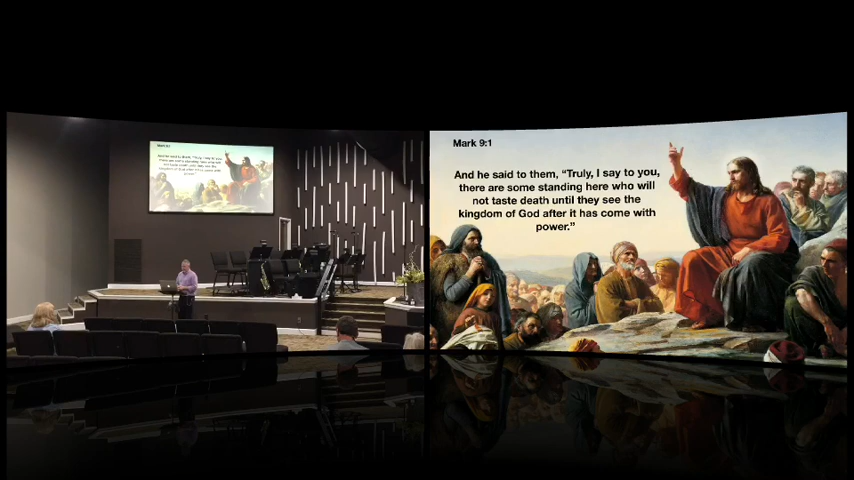 Mark 9:1
And he said to them, “Truly, I say to you,
there are some standing here who will
not taste death until they see the
kingdom of God after it has come with
power.”